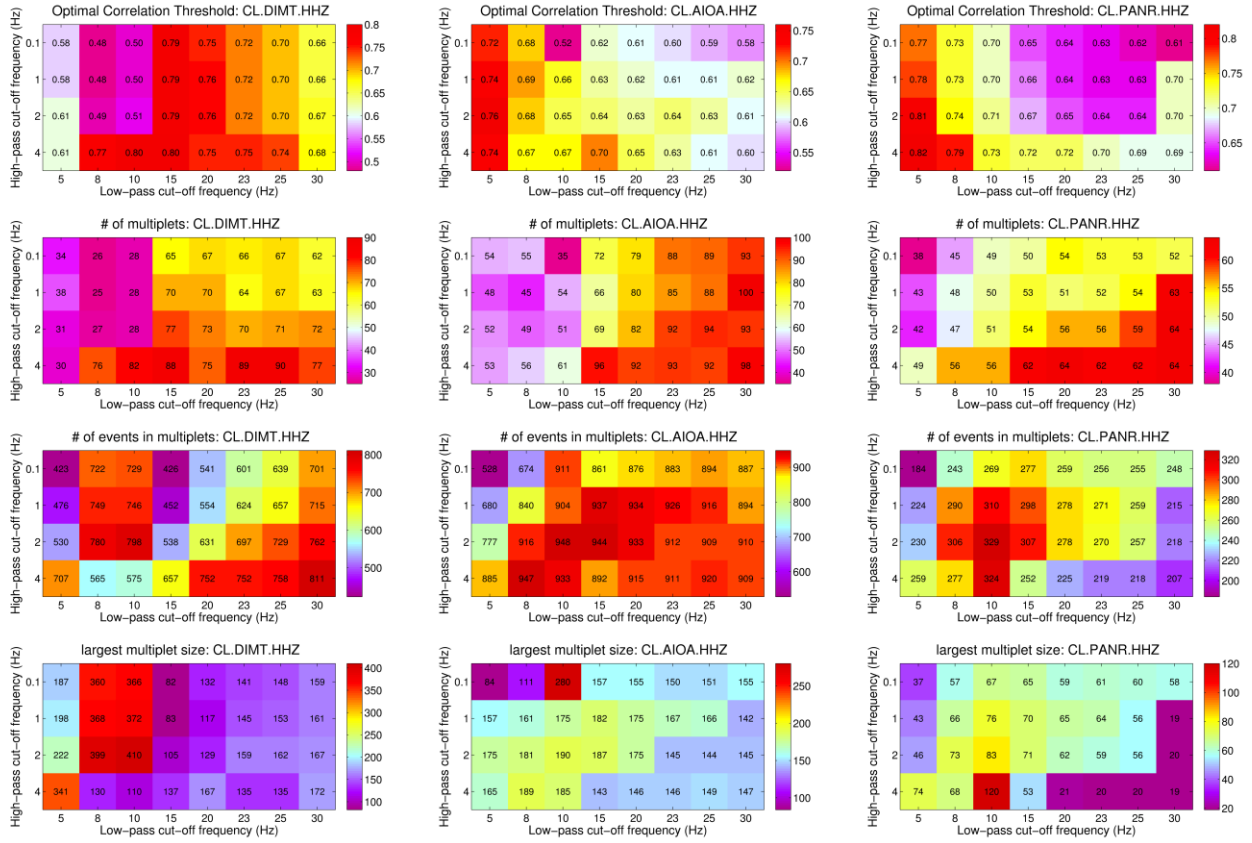 Optimal Correlation Threshold: CL.DIMT.HHZ
High-pass cut-off frequency (Hz)
0.1 0.58 0.48 0.50 0.79 0.75 0.72 0.70 0.66
1 0.58 0.48 0.50 0.79 0.76 0.72 0.70 0.66
2 0.61 0.49 0.51 0.79 0.76 0.72 0.70 0.67
4 0.61 0.77 0.80 0.80 0.75 0.75 0.74 0.68
5 8 10 15 20 23 25 30
Low-pass cut-off frequency (Hz)
0.8
0.75
0.7
0.65
0.6
0.55
0.5
Optimal Correlation Threshold: CL.AIOA.HHZ
High-pass cut-off frequency (Hz)
0.1 0.72 0.68 0.52 0.62 0.61 0.60 0.59 0.58
1 0.74 0.69 0.66 0.63 0.62 0.61 0.61 0.62
2 0.76 0.68 0.65 0.64 0.64 0.63 0.63 0.61
4 0.74 0.67 0.67 0.70 0.65 0.63 0.61 0.60
5 8 10 15 20 23 25 30
Low-pass cut-off frequency (Hz)
0.75
0.7
0.65
0.6
0.55
Optimal Correlation Threshold: CL.PANR.HHZ
High-pass cut-off frequency (Hz)
0.1 0.77 0.73 0.70 0.65 0.64 0.63 0.62 0.61
1 0.78 0.73 0.70 0.66 0.64 0.63 0.63 0.70
2 0.81 0.74 0.71 0.67 0.65 0.64 0.64 0.70
4 0.82 0.79 0.73 0.72 0.72 0.70 0.69 0.69
5 8 10 15 20 23 25 30
Low-pass cut-off frequency (Hz)
0.8
0.75
0.7
0.65
# of multiplets: CL.DIMT.HHZ
High-pass cut-off frequency (Hz)
0.1 34 26 28 65 67 66 67 62
1 38 25 28 70 70 64 67 63
2 31 27 28 77 73 70 71 72
4 30 76 82 88 75 89 90 77
5 8 10 15 20 23 25 30
Low-pass cut-off frequency (Hz)
90
80
70
60
50
40
30
# of multiplets: CL.AIOA.HHZ
High-pass cut-off frequency (Hz)
0.1 54 55 35 72 79 88 89 93
1 48 45 54 66 80 85 88 100
2 52 49 51 69 82 92 94 93
4 53 56 61 96 92 93 92 98
5 8 10 15 20 23 25 30
Low-pass cut-off frequency (Hz)
100
90
80
70
60
50
40
# of multiplets: CL.PANR.HHZ
High-pass cut-off frequency (Hz)
0.1 38 45 49 50 54 53 53 52
1 43 48 50 53 51 52 54 63
2 42 47 51 54 56 56 59 64
4 49 56 56 62 64 62 62 64
5 8 10 15 20 23 25 30
Low-pass cut-off frequency (Hz)
60
55
50
45
40
# of events in multiplets: CL.DIMT.HHZ
High-pass cut-off frequency (Hz)
0.1 423 722 729 426 541 601 639 701
1 476 749 746 452 554 624 657 715
2 530 780 798 538 631 697 729 762
4 707 565 575 657 752 752 758 811
5 8 10 15 20 23 25 30
Low-pass cut-off frequency (Hz)
800
700
600
500
# of events in multiplets: CL.AIOA.HHZ
High-pass cut-off frequency (Hz)
0.1 528 674 911 861 876 883 894 887
1 680 840 904 937 934 926 916 894
2 777 916 948 944 933 912 909 910
4 885 947 933 892 915 911 920 909
5 8 10 15 20 23 25 30
Low-pass cut-off frequency (Hz)
900
800
700
600
# of events in multiplets: CL.PANR.HHZ
High-pass cut-off frequency (Hz)
0.1 184 243 269 277 259 256 255 248
1 224 290 310 298 278 271 259 215
2 230 306 329 307 278 270 257 218
4 259 277 324 252 225 219 218 207
5 8 10 15 20 23 25 30
Low-pass cut-off frequency (Hz)
320
300
280
260
240
220
200
largest multiplet size: CL.DIMT.HHZ
High-pass cut-off frequency (Hz)
0.1 187 360 366 82 132 141 148 159
1 198 366 372 83 117 145 153 161
2 222 399 410 105 129 159 162 167
4 341 130 110 137 167 135 135 172
5 8 10 15 20 23 25 30
Low-pass cut-off frequency (Hz)
400
350
300
250
200
150
100
largest multiplet size: CL.AIOA.HHZ
High-pass cut-off frequency (Hz)
0.1 84 111 280 157 155 150 151 155
1 157 161 175 182 175 167 166 142
2 175 181 190 187 175 145 144 145
4 165 189 185 143 146 146 149 147
5 8 10 15 20 23 25 30
Low-pass cut-off frequency (Hz)
250
200
150
100
largest multiplet size: CL.PANR.HHZ
High-pass cut-off frequency (Hz)
0.1 37 57 67 65 59 61 60 58
1 43 66 76 70 65 64 56 19
2 46 73 83 71 62 59 56 20
4 74 68 120 53 21 20 20 19
5 8 10 15 20 23 25 30
Low-pass cut-off frequency (Hz)
120
100
80
60
40
20